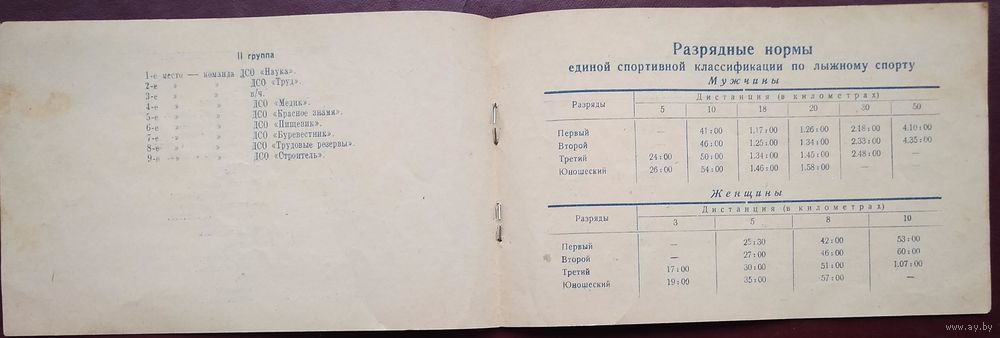 II группа
1-е место — команда ДСО «Наука».
2-е » » ДСО «Труд».
3-е » » в/ч.
4-е » » ДСО «Медик».
5-е » » ДСО «Красное знамя».
6-е » » ДСО «Пищевик».
7-е » » ДСО «Буревестник».
8-е » » ДСО «Трудовые резервы».
9-е » » ДСО «Строитель».
Разрядные нормы
единой спортивной классификации по лыжному спорту
Мужчины
Разряды Дистанция (в километрах)
5 10 18 20 30 50
Первый — 41:00 1.17:00 1.26:00 2.18:00 4.10:00
Второй 46:00 1.25:00 1.34:00 2.33:00 4.35:00
Третий 24:00 50:00 1.34:00 1.45:00 2.48:00 —
Юношеский 26:00 54:00 1.46:00 1.58:00 — —
Женщины
Разряды Дистанция (в километрах)
3 5 8 10
Первый — 25:30 42:00 53:00
Второй — 27:00 46:00 60:00
Третий 17:00 30:00 51:00 1.07:00
Юношеский 19:00 35:00 57:00 —
www.ay.by